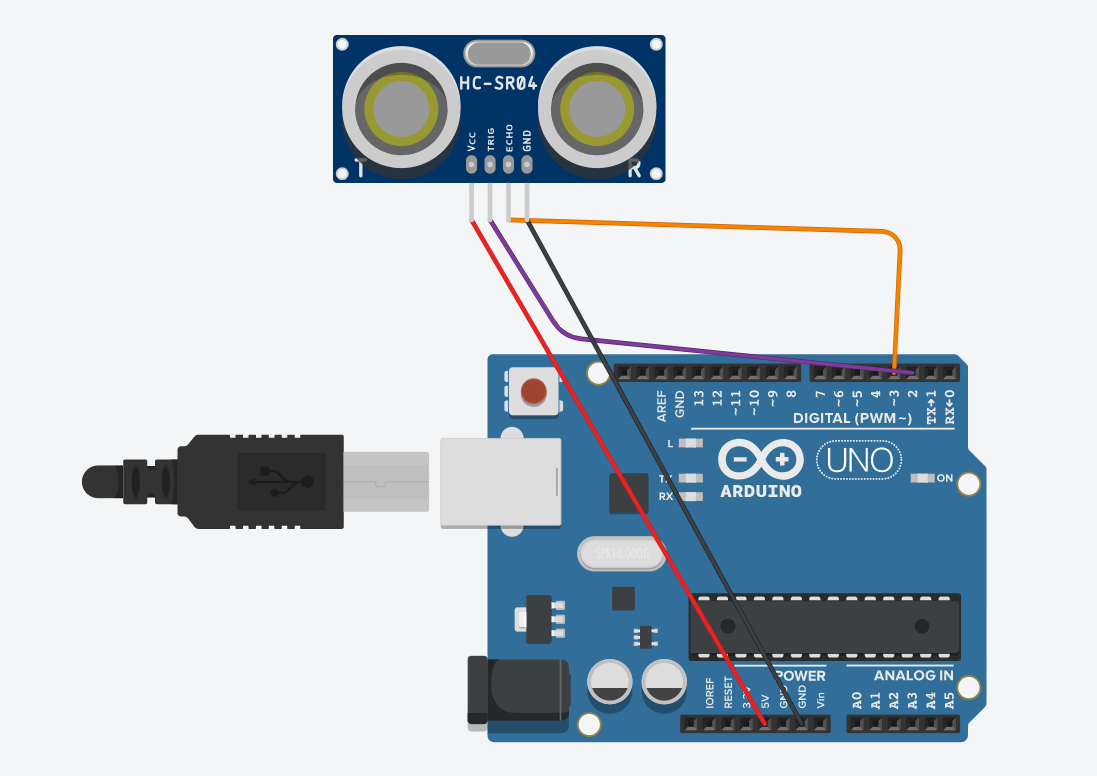 HC-SR04
Vcc
TRIG
ECHO
GND
T
R
AREF
GND
13
12
~11
~10
~9
8
7
~6
~5
4
~3
2
TX→1
RX←0
DIGITAL (PWM~)
L
TX
RX
ARDUINO
UNO
ON
SPK16.000G
POWER
ANALOG IN
IOREF
RESET
3.3V
5V
GND
GND
Vin
A0
A1
A2
A3
A4
A5